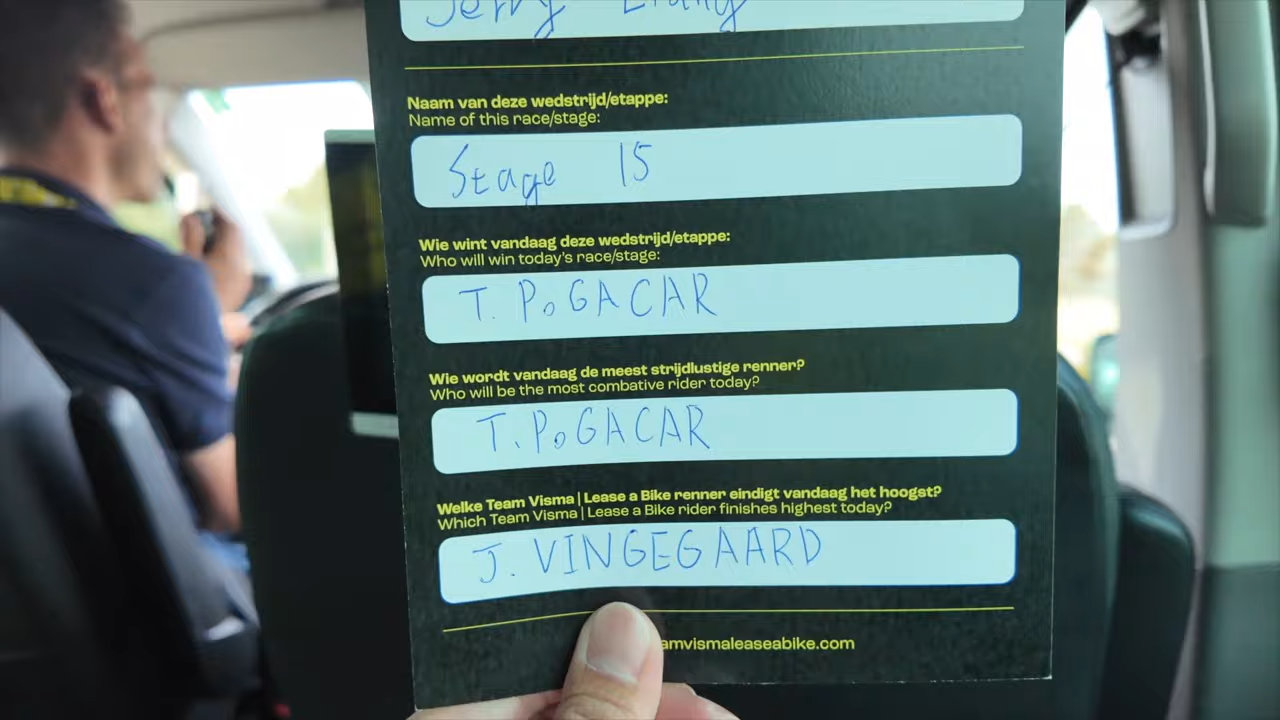 Jerry
Naam van deze wedstrijd/etappe:
Name of this race/stage:
Stage 15
Wie wint vandaag deze wedstrijd/etappe:
Who will win today's race/stage:
T. POGACAR
Wie wordt vandaag de meest strijdlustige renner?
Who will be the most combative rider today?
T. POGACAR
Welke Team Visma | Lease a Bike renner eindigt vandaag het hoogst?
Which Team Visma | Lease a Bike rider finishes highest today?
J. VINGEGAARD
amvismaleaseabike.com